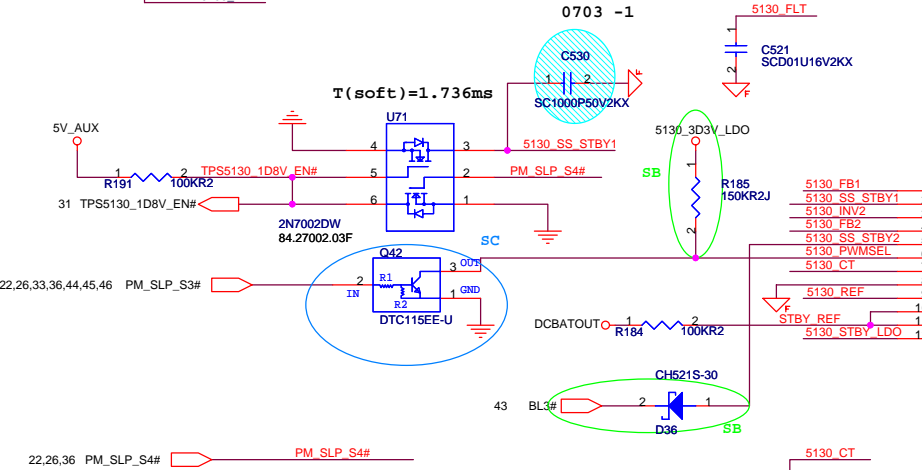 0703 -1
5130_FLT
1
2
C521
SCD01U16V2KX
C530
1
2
F
F
SC1000P50V2KX
T(soft)=1.736ms
U71
4
3
5130_SS_STBY1
5V_AUX
1
2
TPS5130_1D8V_EN#
5
2
PM_SLP_S4#
R191
100KR2
31
TPS5130_1D8V_EN#
6
1
2N7002DW
84.27002.03F
5130_3D3V_LDO
SB
1
R185
150KR2J
2
5130_FB1
5130_SS_STBY1
5130_INV2
5130_FB2
5130_SS_STBY2
5130_PWMSEL
5130_CT
5130_REF
F
STBY_REF
5130_STBY_LDO
1
1
SC
Q42
3
OUT
22,26,33,36,44,45,46
PM_SLP_S3#
2
IN
R1
R2
1
GND
DTC115EE-U
DCBATOUT
1
2
R184
100KR2
CH521S-30
43
BL3#
2
1
D36
SB
22,26,36
PM_SLP_S4#
PM_SLP_S4#
5130_CT